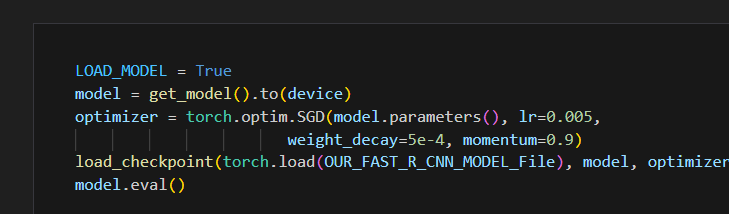 LOAD_MODEL = True
model = get_model().to(device)
optimizer = torch.optim.SGD(model.parameters(), lr=0.005,
weight_decay=5e-4, momentum=0.9)
load_checkpoint(torch.load(OUR_FAST_R_CNN_MODEL_File), model, optimizer
model.eval()